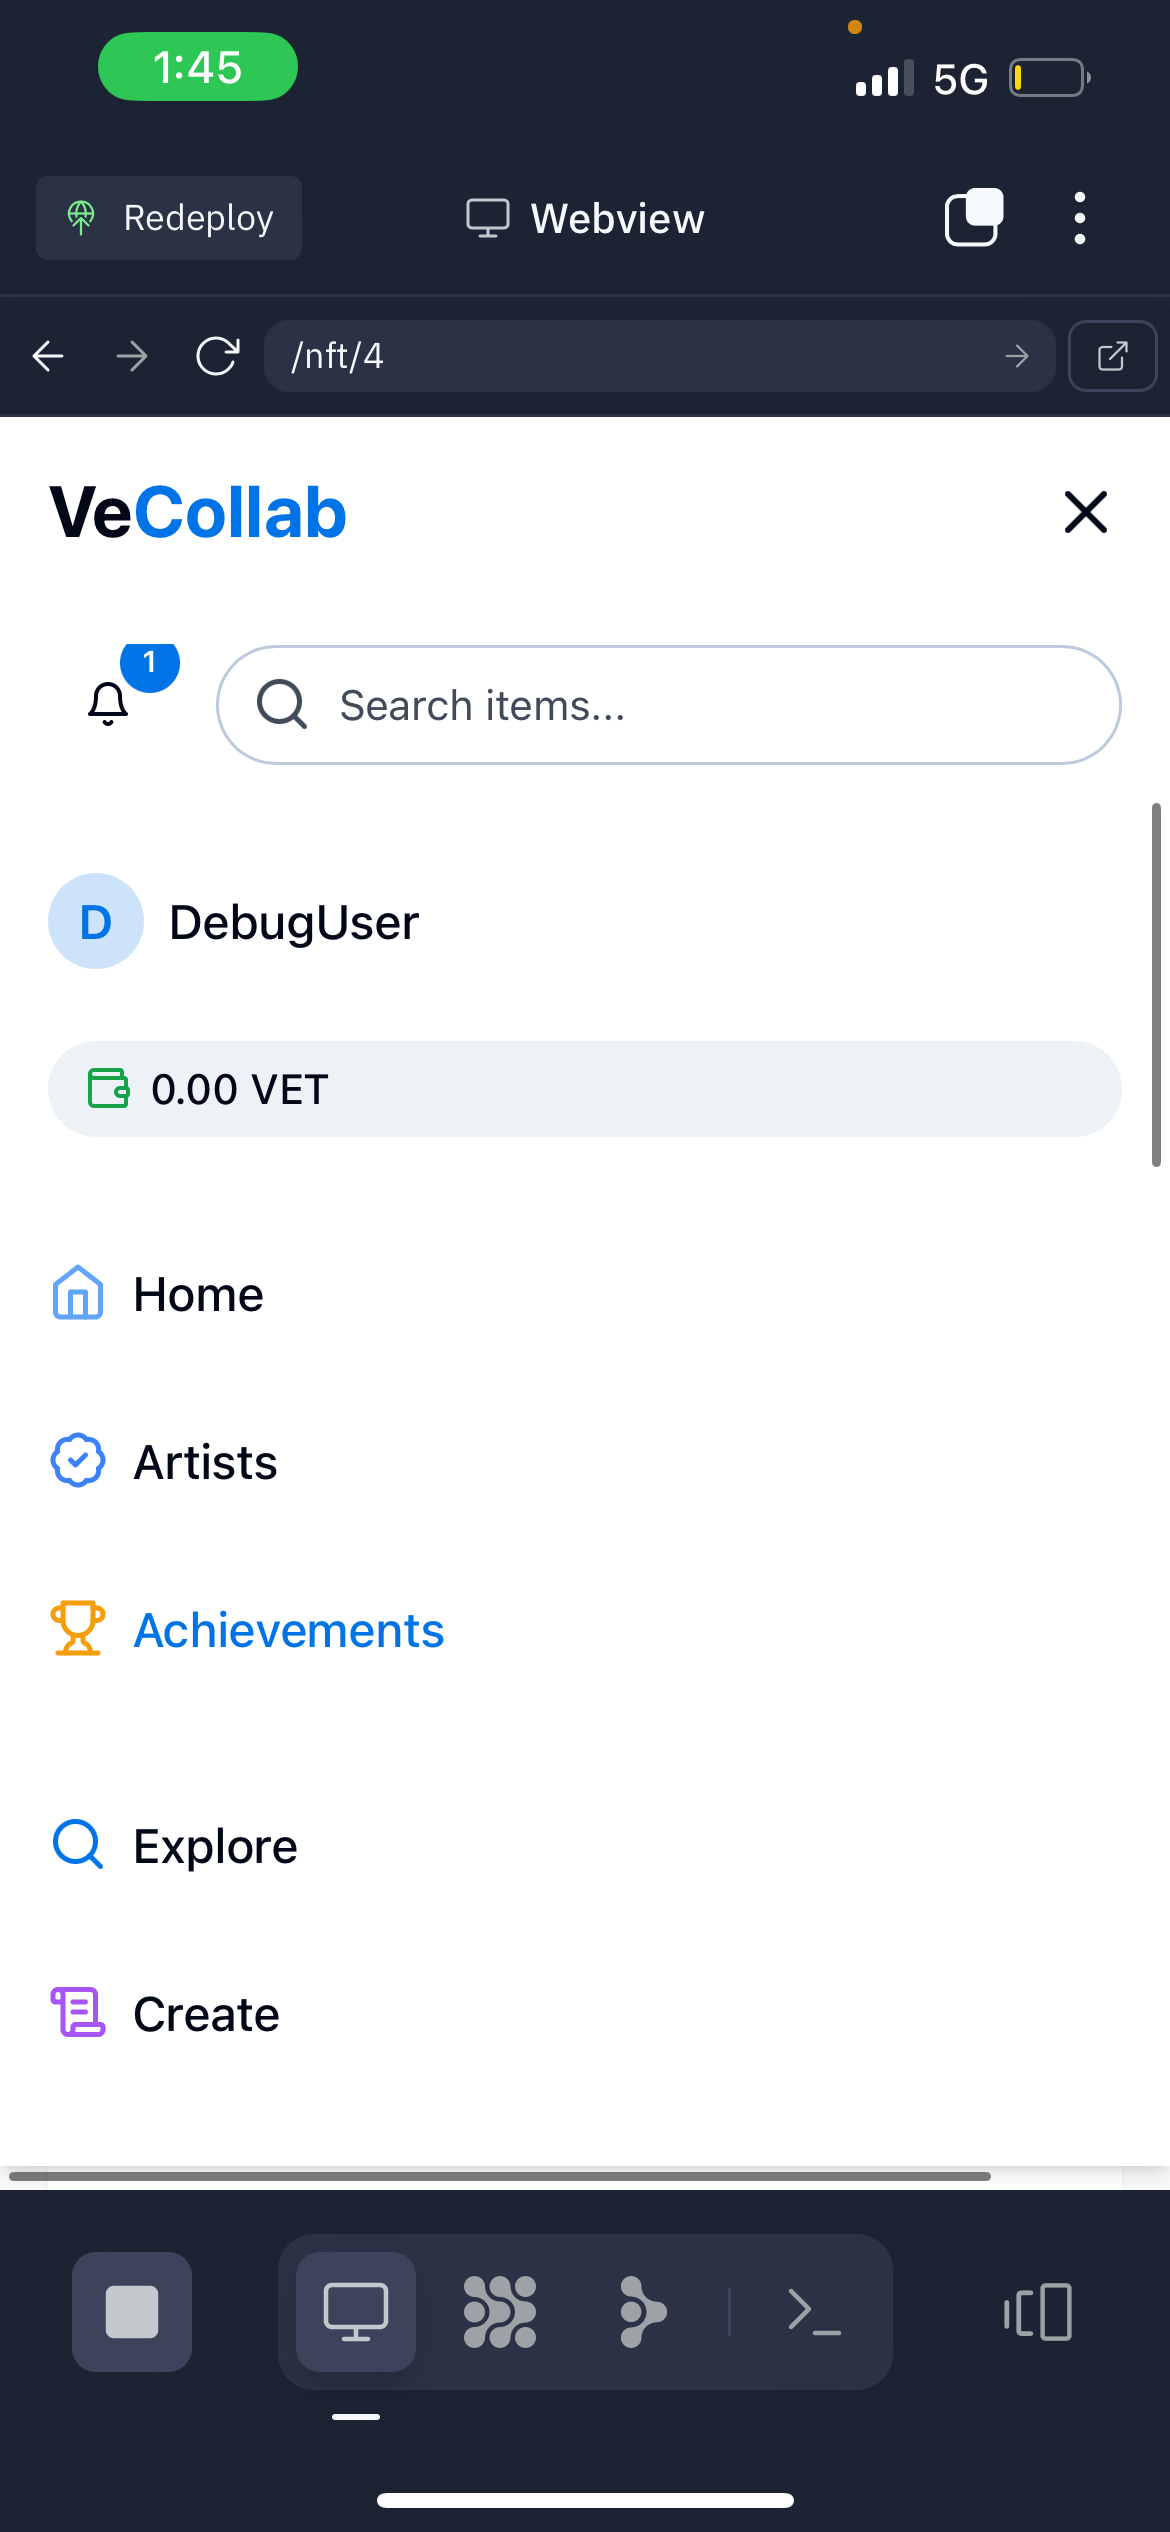 1:45
5G
Redeploy
Webview
/nft/4
VeCollab
1
Search items...
D
DebugUser
0.00 VET
Home
Artists
Achievements
Explore
Create